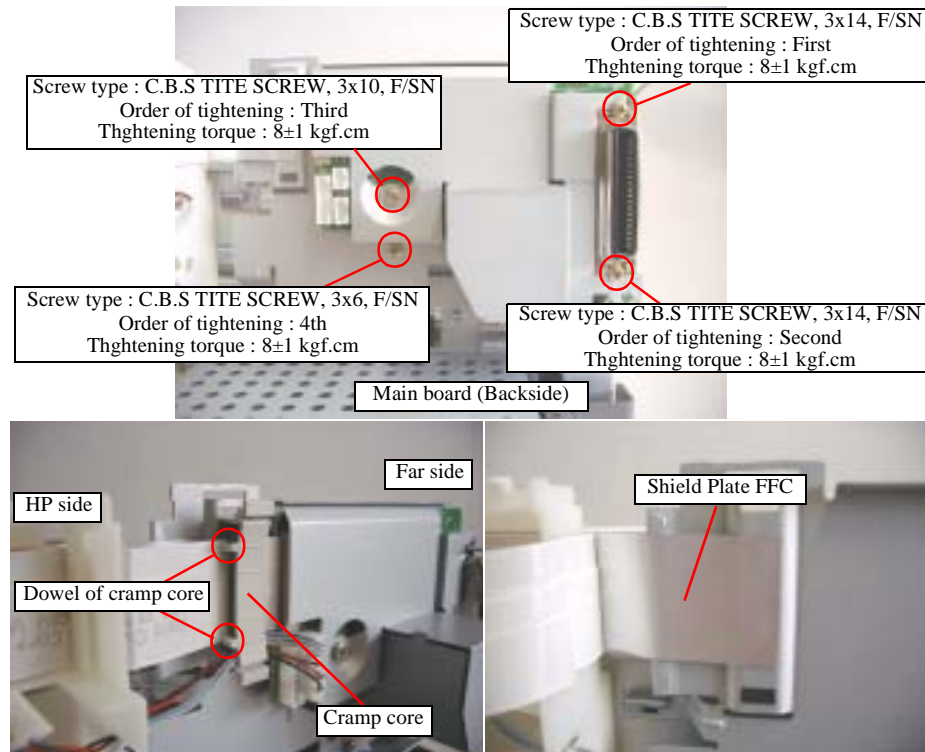 Screw type : C.B.S TITE SCREW, 3x14, F/SN
Order of tightening : First
Thghtening torque : 8±1 kgf.cm
Screw type : C.B.S TITE SCREW, 3x10, F/SN
Order of tightening : Third
Thghtening torque : 8±1 kgf.cm
Screw type : C.B.S TITE SCREW, 3x6, F/SN
Order of tightening : 4th
Thghtening torque : 8±1 kgf.cm
Screw type : C.B.S TITE SCREW, 3x14, F/SN
Order of tightening : Second
Thghtening torque : 8±1 kgf.cm
Main board (Backside)
HP side
Far side
Dowel of cramp core
Cramp core
Shield Plate FFC